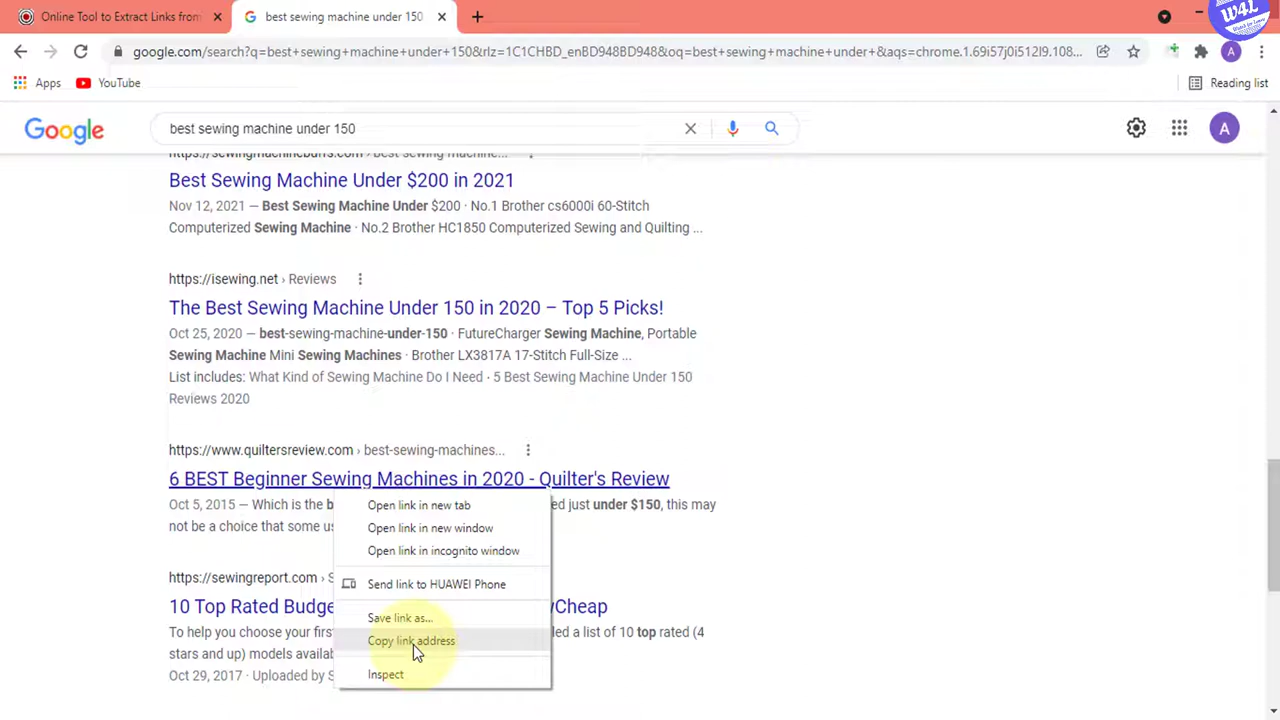 Online Tool to Extract Links from
best sewing machine under 150
W4L
google.com/search?q=best+sewing+machine+under+150&rlz=1C1CHBD_enBD948BD948&oq=best+sewing+machine+under+&aqs=chrome.1.69i57j0i512l9.108...
A
Apps
YouTube
Reading list
Google
best sewing machine under 150
A
https://sewingmachinebuffs.com › best-sewing-machine...
Best Sewing Machine Under $200 in 2021
Nov 12, 2021 — Best Sewing Machine Under $200 · No.1 Brother cs6000i 60-Stitch
Computerized Sewing Machine · No.2 Brother HC1850 Computerized Sewing and Quilting ...
https://isewing.net › Reviews
The Best Sewing Machine Under 150 in 2020 – Top 5 Picks!
Oct 25, 2020 — best-sewing-machine-under-150 · FutureCharger Sewing Machine, Portable
Sewing Machine Mini Sewing Machines · Brother LX3817A 17-Stitch Full-Size ...
List includes: What Kind of Sewing Machine Do I Need · 5 Best Sewing Machine Under 150
Reviews 2020
https://www.quiltersreview.com › best-sewing-machines...
6 BEST Beginner Sewing Machines in 2020 - Quilter's Review
Oct 5, 2015 — Which is the b ed just under $150, this may
not be a choice that some us
Open link in new tab
Open link in new window
Open link in incognito window
Send link to HUAWEI Phone
Save link as...
Copy link address
Inspect
https://sewingreport.com › S
10 Top Rated Budge wCheap
To help you choose your firs led a list of 10 top rated (4
stars and up) models availab
Oct 29, 2017 · Uploaded by S